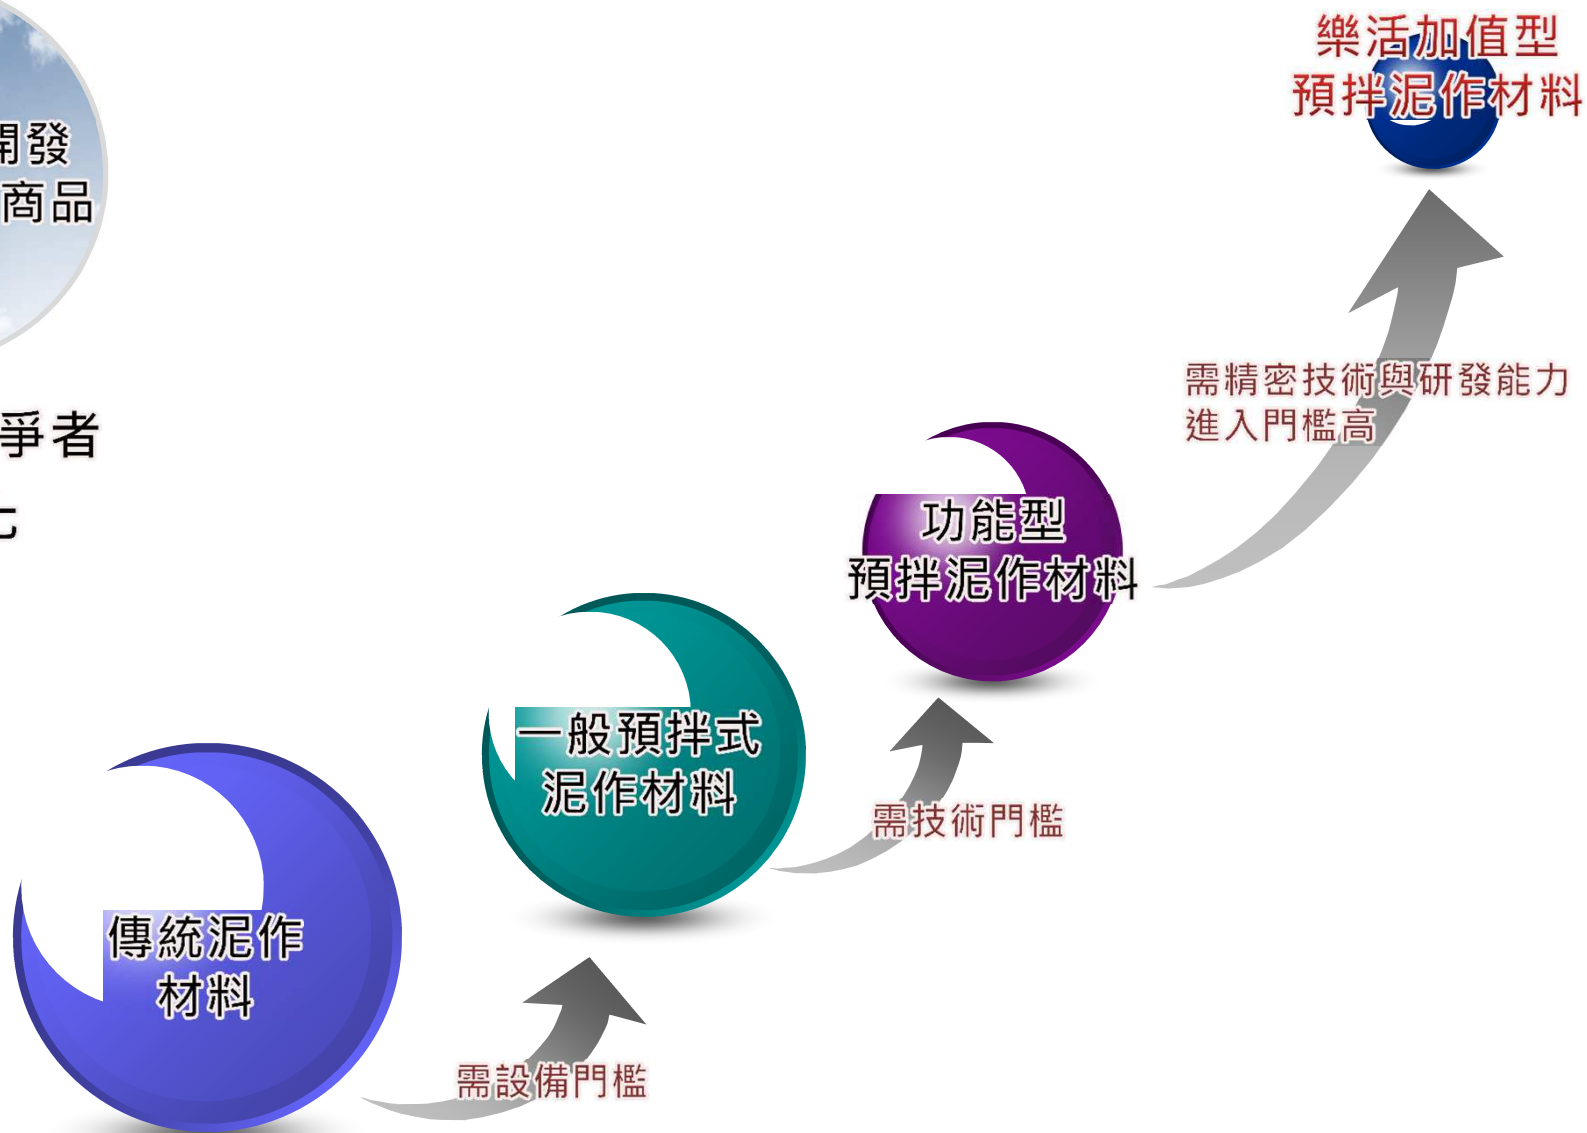 樂活加值型
預拌泥作材料
開發
商品
需精密技術與研發能力
進入門檻高
爭者
功能型
預拌泥作材料
一般預拌式
泥作材料
需技術門檻
傳統泥作
材料
需設備門檻